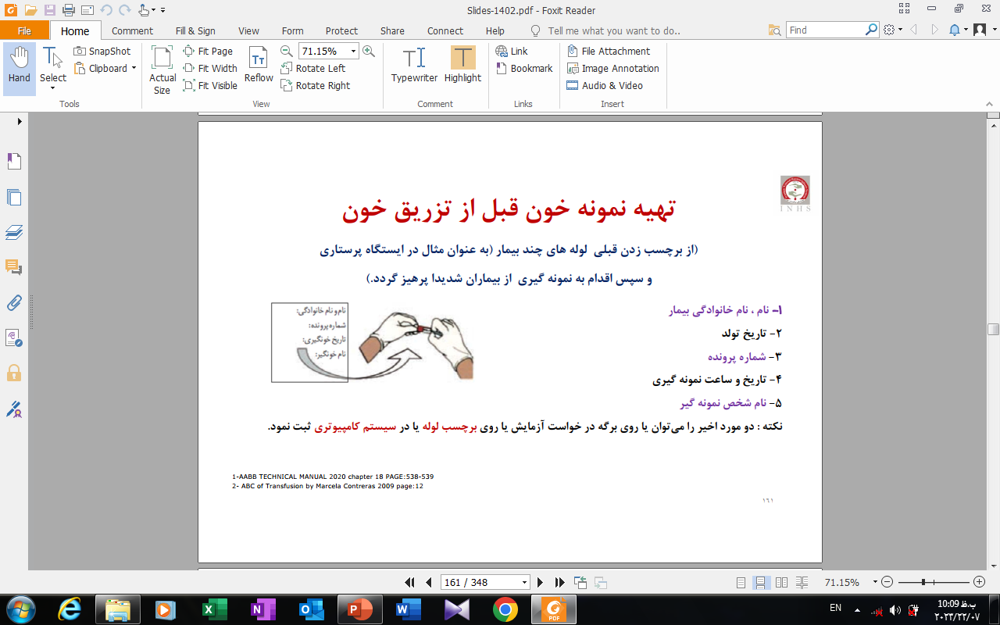 Slides-1402.pdf - Foxit Reader
File
Home
Comment
Fill & Sign
View
Form
Protect
Share
Connect
Help
Tell me what you want to do..
Find
Hand
Select
SnapShot
Clipboard
Tools
Actual Size
Fit Page
Fit Width
Fit Visible
Reflow
71.15%
Rotate Left
Rotate Right
View
Typewriter
Highlight
Comment
Link
Bookmark
Links
File Attachment
Image Annotation
Audio & Video
Insert
INHS
تهیه نمونه خون قبل از تزریق خون
(از برچسب زدن قبلی لوله های چند بیمار (به عنوان مثال در ایستگاه پرستاری
و سپس اقدام به نمونه گیری از بیماران شدیدا پرهیز گردد.)
۱- نام ، نام خانوادگی بیمار
۲- تاریخ تولد
۳- شماره پرونده
۴- تاریخ و ساعت نمونه گیری
۵- نام شخص نمونه گیر
نام و نام خانوادگی:
شماره پرونده:
تاریخ خونگیری:
نام خونگیر:
نکته : دو مورد اخیر را می‌توان یا روی برگه در خواست آزمایش یا روی برچسب لوله یا در سیستم کامپیوتری ثبت نمود.
1-AABB TECHNICAL MANUAL 2020 chapter 18 PAGE:538-539
2- ABC of Transfusion by Marcela Contreras 2009 page:12
۱۶۱
161 / 348
71.15%
EN
10:09 ب.ظ
۲۰۲۳/۲۲/۰۷